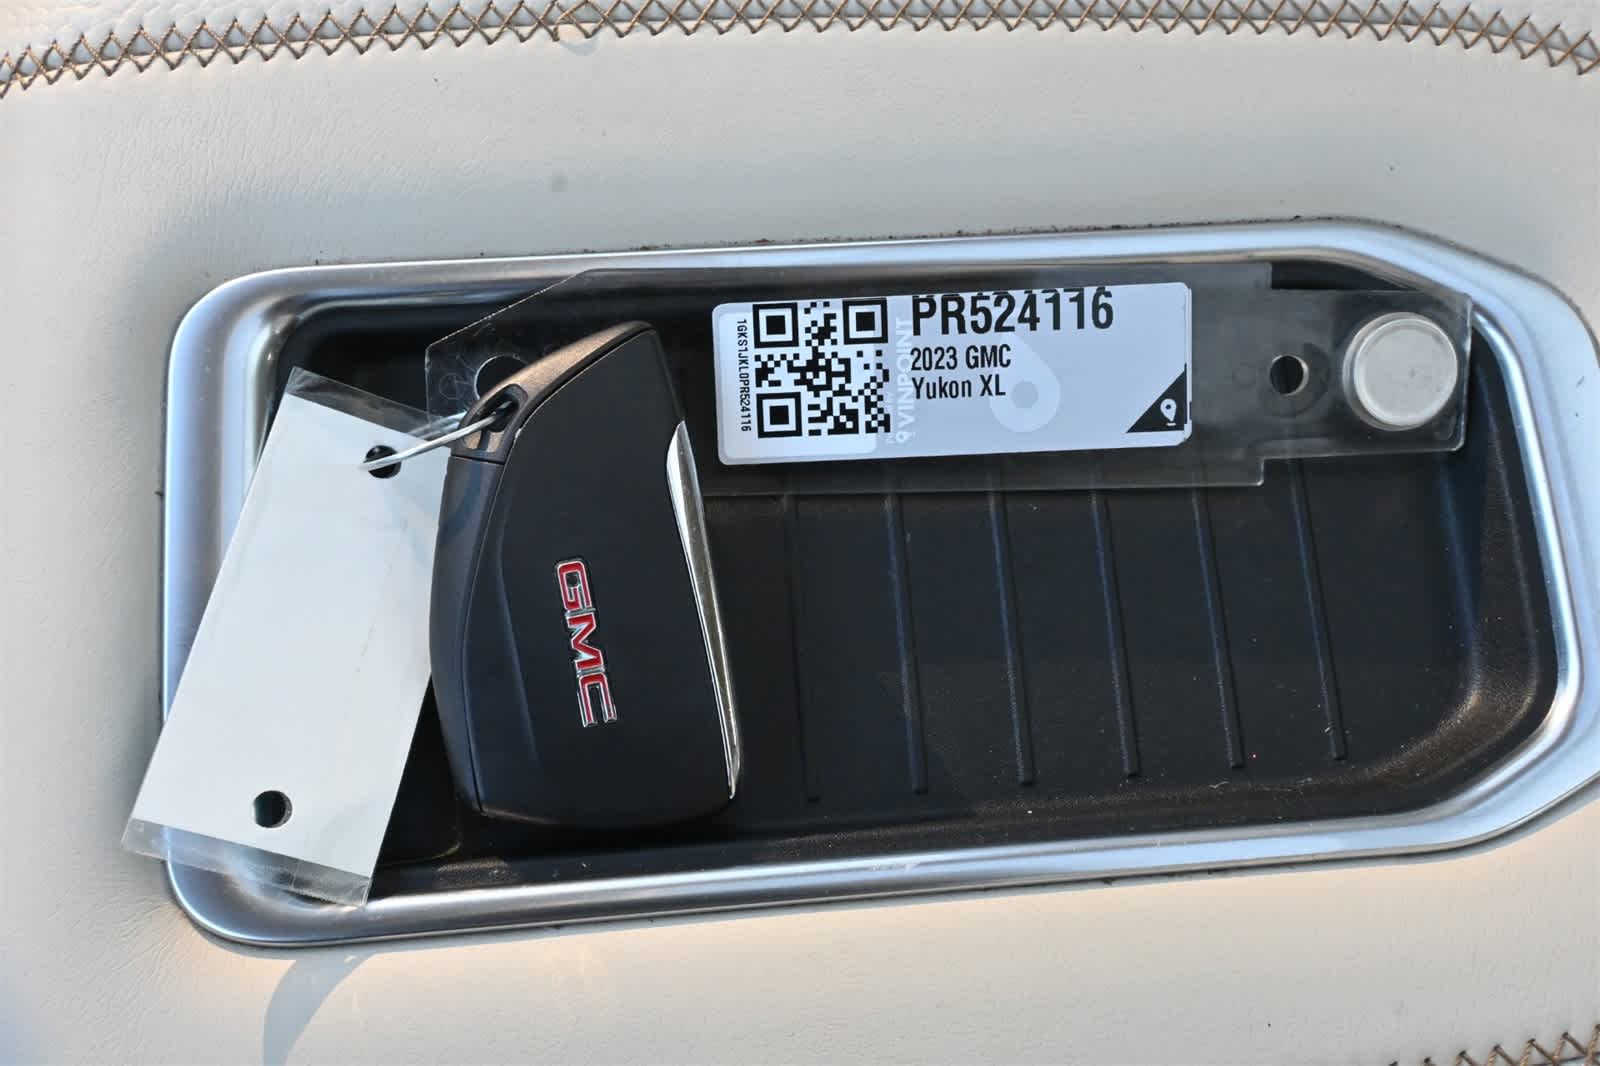 PR524116
2023 GMC
Yukon XL
1GKS1JKL0PR524116
VINPOINT
GMC